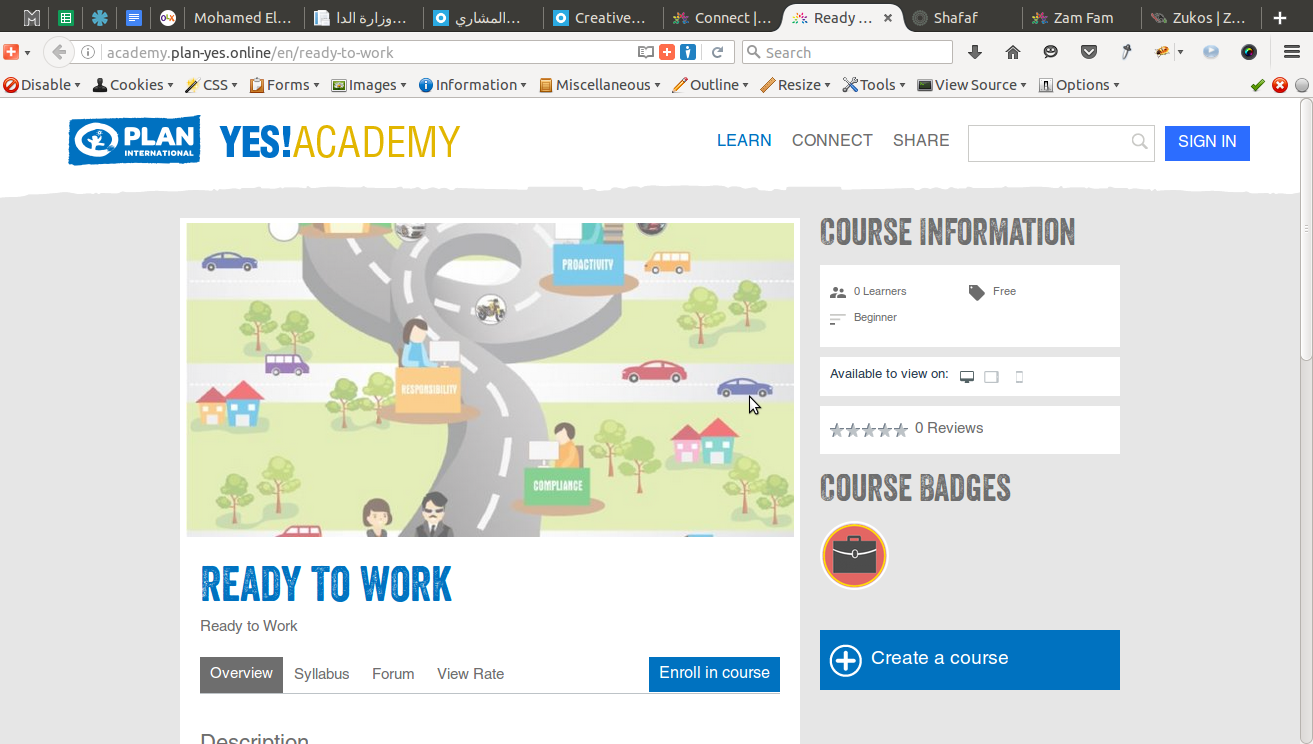 Mohamed El...
وزارة الدا...
المشاري...
Creative...
Connect |...
Ready ...
Shafaf
Zam Fam
Zukos | Z...
academy.plan-yes.online/en/ready-to-work
Search
Disable
Cookies
CSS
Forms
Images
Information
Miscellaneous
Outline
Resize
Tools
View Source
Options
PLAN
INTERNATIONAL
YES!ACADEMY
LEARN
CONNECT
SHARE
SIGN IN
PROACTIVITY
RESPONSIBILITY
COMPLIANCE
READY TO WORK
Ready to Work
Overview
Syllabus
Forum
View Rate
Enroll in course
Description
COURSE INFORMATION
0 Learners
Free
Beginner
Available to view on:
0 Reviews
COURSE BADGES
Create a course